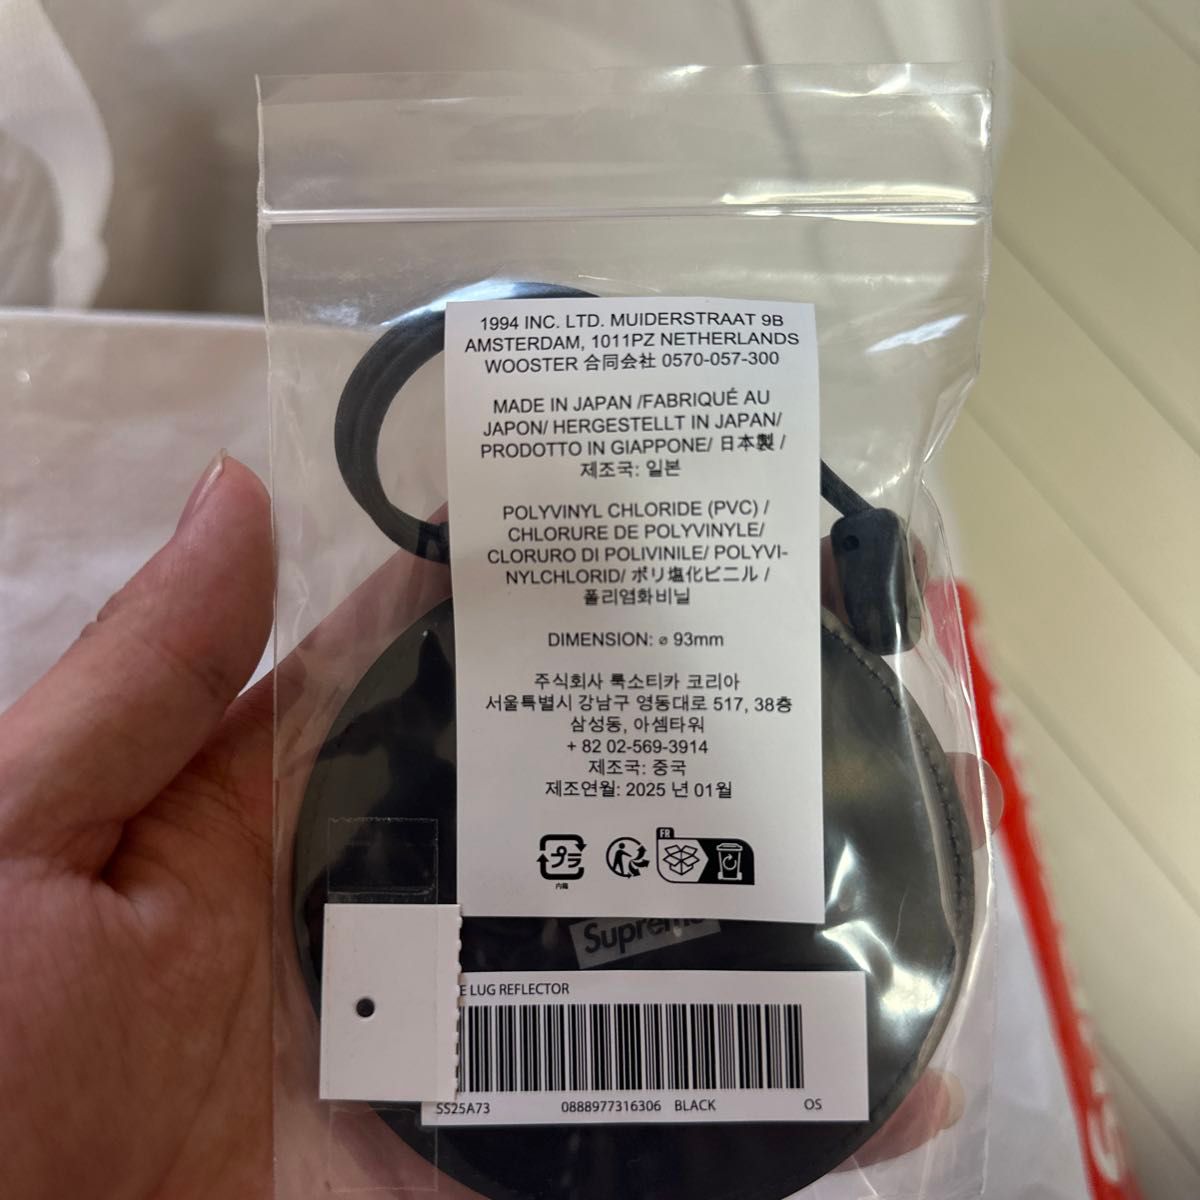 1994 INC. LTD. MUIDERSTRAAT 9B
AMSTERDAM, 1011PZ NETHERLANDS
WOOSTER 合同会社 0570-057-300
MADE IN JAPAN /FABRIQUÉ AU
JAPON/ HERGESTELLT IN JAPAN/
PRODOTTO IN GIAPPONE/ 日本製 /
제조국: 일본
POLYVINYL CHLORIDE (PVC) /
CHLORURE DE POLYVINYLE/
CLORURO DI POLIVINILE/ POLYVI-
NYLCHLORID/ ポリ塩化ビニル /
폴리염화비닐
DIMENSION: ⌀ 93mm
주식회사 룩소티카 코리아
서울특별시 강남구 영동대로 517, 38층
삼성동, 아셈타워
+ 82 02-569-3914
제조국: 중국
제조연월: 2025 년 01월
プラ
FR
Supreme
E LUG REFLECTOR
SS25A73 0888977316306 BLACK OS